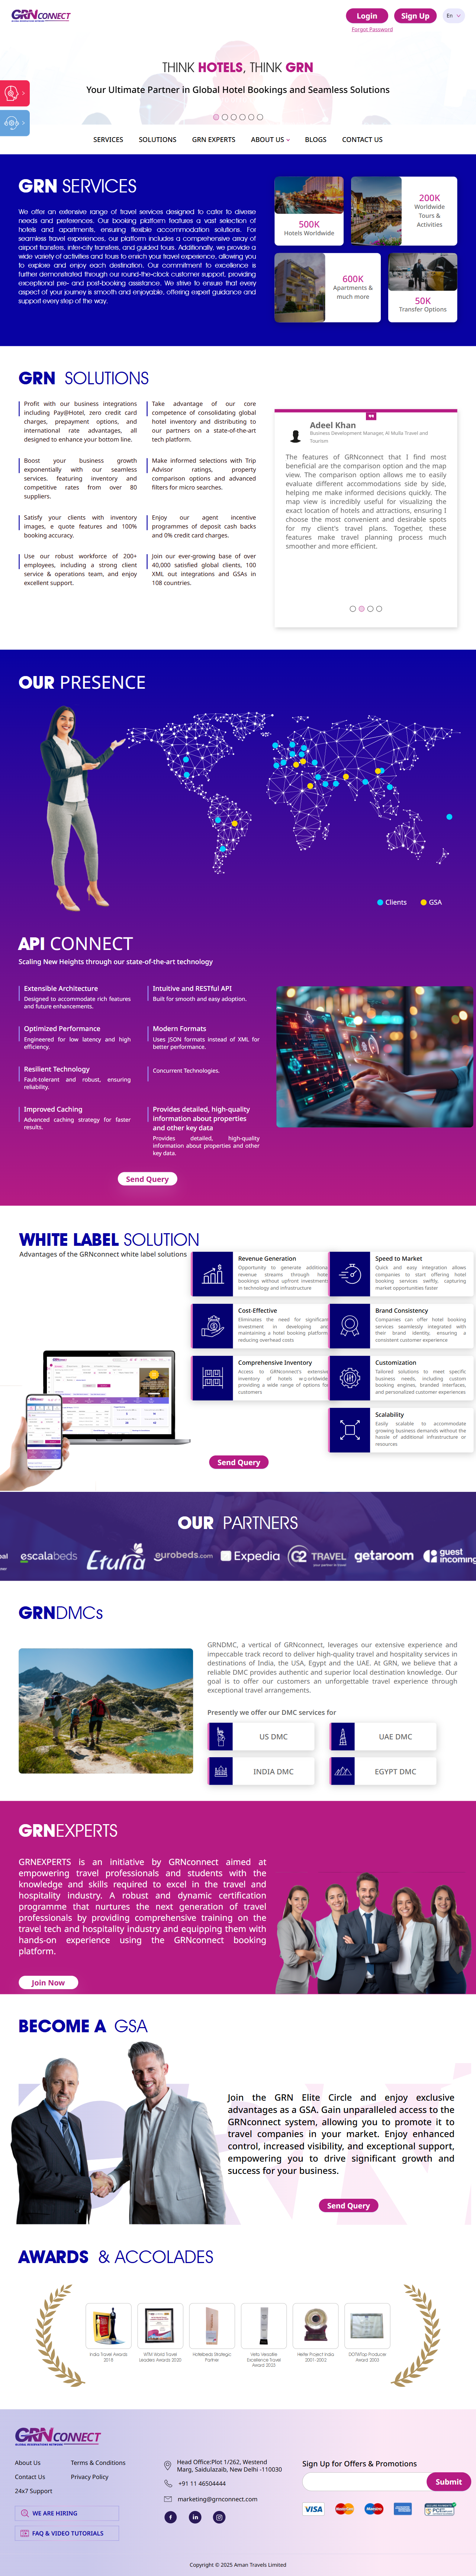 GRNCONNECT
Login
Sign Up
En
Forgot Password
THINK HOTELS, THINK GRN
Your Ultimate Partner in Global Hotel Bookings and Seamless Solutions
SERVICES SOLUTIONS GRN EXPERTS ABOUT US BLOGS CONTACT US
GRN SERVICES
We offer an extensive range of travel services designed to cater to diverse
needs and preferences. Our booking platform features a vast selection of
hotels and apartments, ensuring flexible accommodation solutions. For
seamless travel experiences, our platform includes a comprehensive array of
airport transfers, inter-city transfers, and guided tours. Additionally, we provide a
wide variety of activities and tours to enrich your travel experience, allowing you
to explore and enjoy each destination. Our commitment to excellence is
further demonstrated through our round-the-clock customer support, providing
exceptional pre- and post-booking assistance. We strive to ensure that every
aspect of your journey is smooth and enjoyable, offering expert guidance and
support every step of the way.
500K
Hotels Worldwide
200K
Worldwide
Tours &
Activities
600K
Apartments &
much more
50K
Transfer Options
GRN SOLUTIONS
Profit with our business integrations
including Pay@Hotel, zero credit card
charges, prepayment options, and
international rate advantages, all
designed to enhance your bottom line.
Take advantage of our core
competence of consolidating global
hotel inventory and distributing to
our partners on a state-of-the-art
tech platform.
Boost your business growth
exponentially with our seamless
services. featuring inventory and
competitive rates from over 80
suppliers.
Make informed selections with Trip
Advisor ratings, property
comparison options and advanced
filters for micro searches.
Satisfy your clients with inventory
images, e quote features and 100%
booking accuracy.
Enjoy our agent incentive
programmes of deposit cash backs
and 0% credit card charges.
Use our robust workforce of 200+
employees, including a strong client
service & operations team, and enjoy
excellent support.
Join our ever-growing base of over
40,000 satisfied global clients, 100
XML out integrations and GSAs in
108 countries.
Adeel Khan
Business Development Manager, Al Mulla Travel and
Tourism
The features of GRNconnect that I find most
beneficial are the comparison option and the map
view. The comparison option allows me to easily
evaluate different accommodations side by side,
helping me make informed decisions quickly. The
map view is incredibly useful for visualizing the
exact location of hotels and attractions, ensuring I
choose the most convenient and desirable spots
for my client's travel plans. Together, these
features make travel planning process much
smoother and more efficient.
OUR PRESENCE
Clients
GSA
API CONNECT
Scaling New Heights through our state-of-the-art technology
Extensible Architecture
Designed to accommodate rich features
and future enhancements.
Intuitive and RESTful API
Built for smooth and easy adoption.
Optimized Performance
Engineered for low latency and high
efficiency.
Modern Formats
Uses JSON formats instead of XML for
better performance.
Resilient Technology
Fault-tolerant and robust, ensuring
reliability.
Concurrent Technologies.
Improved Caching
Advanced caching strategy for faster
results.
Provides detailed, high-quality
information about properties
and other key data
Provides detailed, high-quality
information about properties and other
key data.
Send Query
WHITE LABEL SOLUTION
Advantages of the GRNconnect white label solutions
Revenue Generation
Opportunity to generate additional
revenue streams through hotel
bookings without upfront investments
in technology and infrastructure
Speed to Market
Quick and easy integration allows
companies to start offering hotel
booking services swiftly, capturing
market opportunities faster
Cost-Effective
Eliminates the need for significant
investment in developing and
maintaining a hotel booking platform,
reducing overhead costs
Brand Consistency
Companies can offer hotel booking
services seamlessly integrated with
their brand identity, ensuring a
consistent customer experience
Comprehensive Inventory
Access to GRNconnect's extensive
inventory of hotels worldwide,
providing a wide range of options for
customers
Customization
Tailored solutions to meet specific
business needs, including custom
booking engines, branded interfaces,
and personalized customer experiences
Scalability
Easily scalable to accommodate
growing business demands without the
hassle of additional infrastructure or
resources
Send Query
OUR PARTNERS
escalabeds
Eturia
eurobeds.com
Expedia
G2 TRAVEL
getaroom
guest
incoming
GRNDMCs
GRNDMC, a vertical of GRNconnect, leverages our extensive experience and
impeccable track record to deliver high-quality travel and hospitality services in
destinations of India, the USA, Egypt and the UAE. At GRN, we believe that a
reliable DMC provides authentic and superior local destination knowledge. Our
goal is to offer our customers an unforgettable travel experience through
exceptional travel arrangements.
Presently we offer our DMC services for
US DMC
UAE DMC
INDIA DMC
EGYPT DMC
GRNEXPERTS
GRNEXPERTS is an initiative by GRNconnect aimed at
empowering travel professionals and students with the
knowledge and skills required to excel in the travel and
hospitality industry. A robust and dynamic certification
programme that nurtures the next generation of travel
professionals by providing comprehensive training on the
travel tech and hospitality industry and equipping them with
hands-on experience using the GRNconnect booking
platform.
Join Now
BECOME A GSA
Join the GRN Elite Circle and enjoy exclusive
advantages as a GSA. Gain unparalleled access to the
GRNconnect system, allowing you to promote it to
travel companies in your market. Enjoy enhanced
control, increased visibility, and exceptional support,
empowering you to drive significant growth and
success for your business.
Send Query
AWARDS & ACCOLADES
India Travel Awards
2018
WTM World Travel
Leaders Awards 2020
Hotelbeds Strategic
Partner
Versatile
Excellence Travel
Award 2022
Helite Project India
2001-2002
DOTWTop Producer
Award 2003
GRNCONNECT
GLOBAL RESERVATIONS NETWORK
About Us
Terms & Conditions
Contact Us
Privacy Policy
24x7 Support
WE ARE HIRING
FAQ & VIDEO TUTORIALS
Head Office:Plot 1/262, Westend
Marg, Saidulazaib, New Delhi -110030
+91 11 46504444
marketing@grnconnect.com
Sign Up for Offers & Promotions
Submit
VISA
MasterCard
Maestro
AMERICAN EXPRESS
PCI
Copyright © 2025 Aman Travels Limited